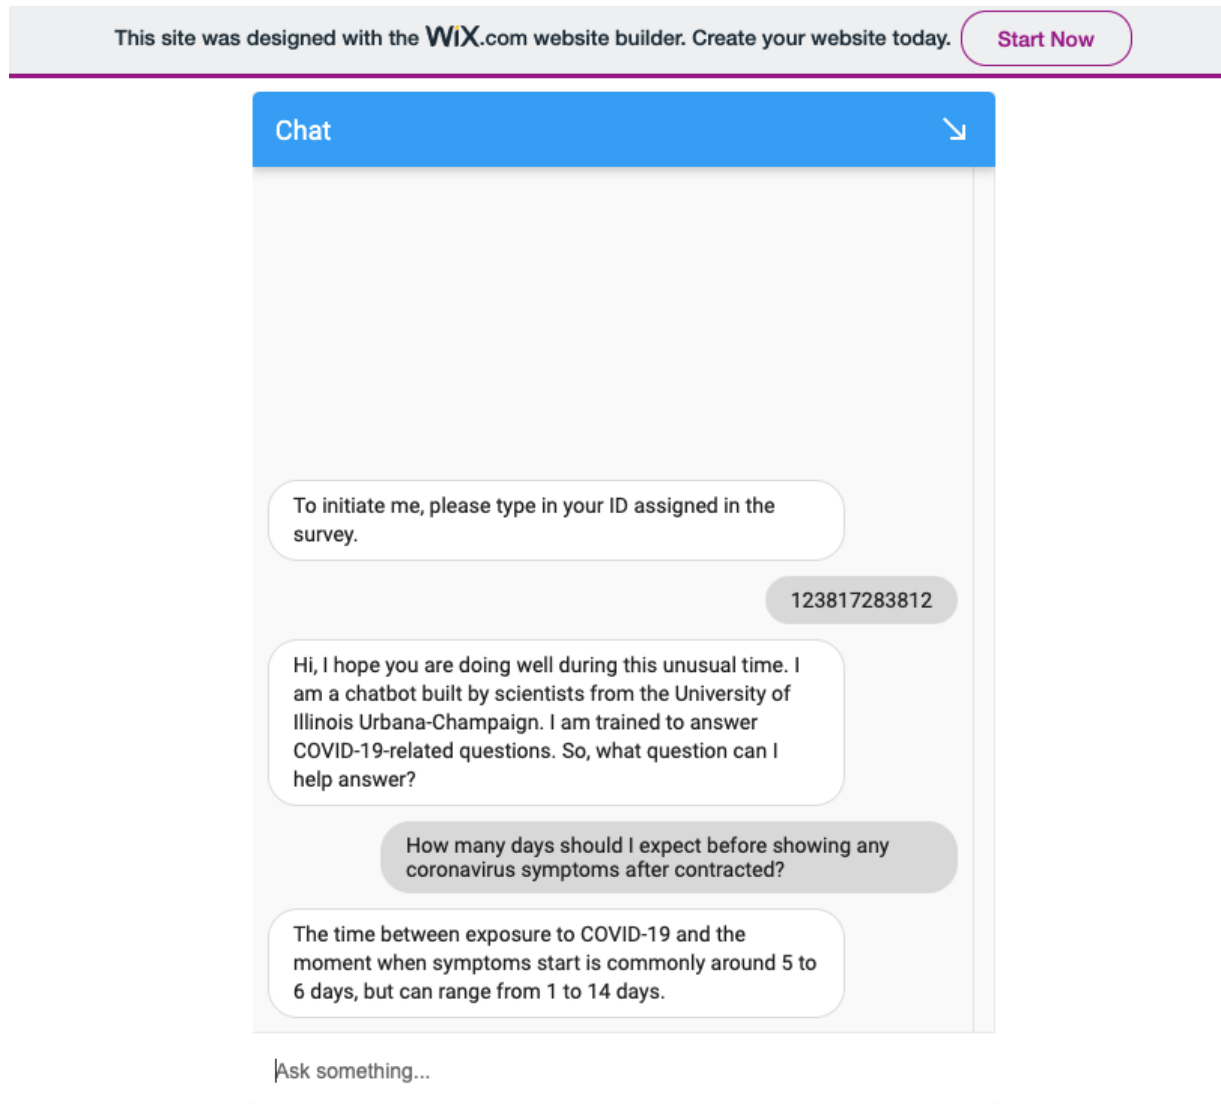 This site was designed with the WiX.com website builder. Create your website today. Start Now
Chat
To initiate me, please type in your ID assigned in the
survey.
123817283812
Hi, I hope you are doing well during this unusual time. I
am a chatbot built by scientists from the University of
Illinois Urbana-Champaign. I am trained to answer
COVID-19-related questions. So, what question can I
help answer?
How many days should I expect before showing any
coronavirus symptoms after contracted?
The time between exposure to COVID-19 and the
moment when symptoms start is commonly around 5 to
6 days, but can range from 1 to 14 days.
Ask something...